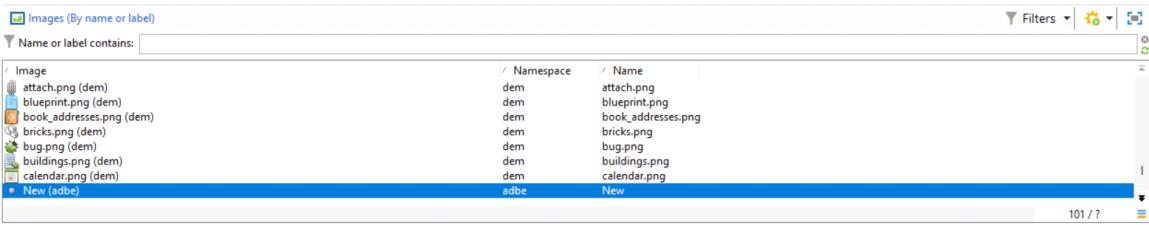 Images (By name or label) Filters
Name or label contains:
Image Namespace Name
attach.png (dem) dem attach.png
blueprint.png (dem) dem blueprint.png
book_addresses.png (dem) dem book_addresses.png
bricks.png (dem) dem bricks.png
bug.png (dem) dem bug.png
buildings.png (dem) dem buildings.png
calendar.png (dem) dem calendar.png
New (adbe) adbe New
101 / ?